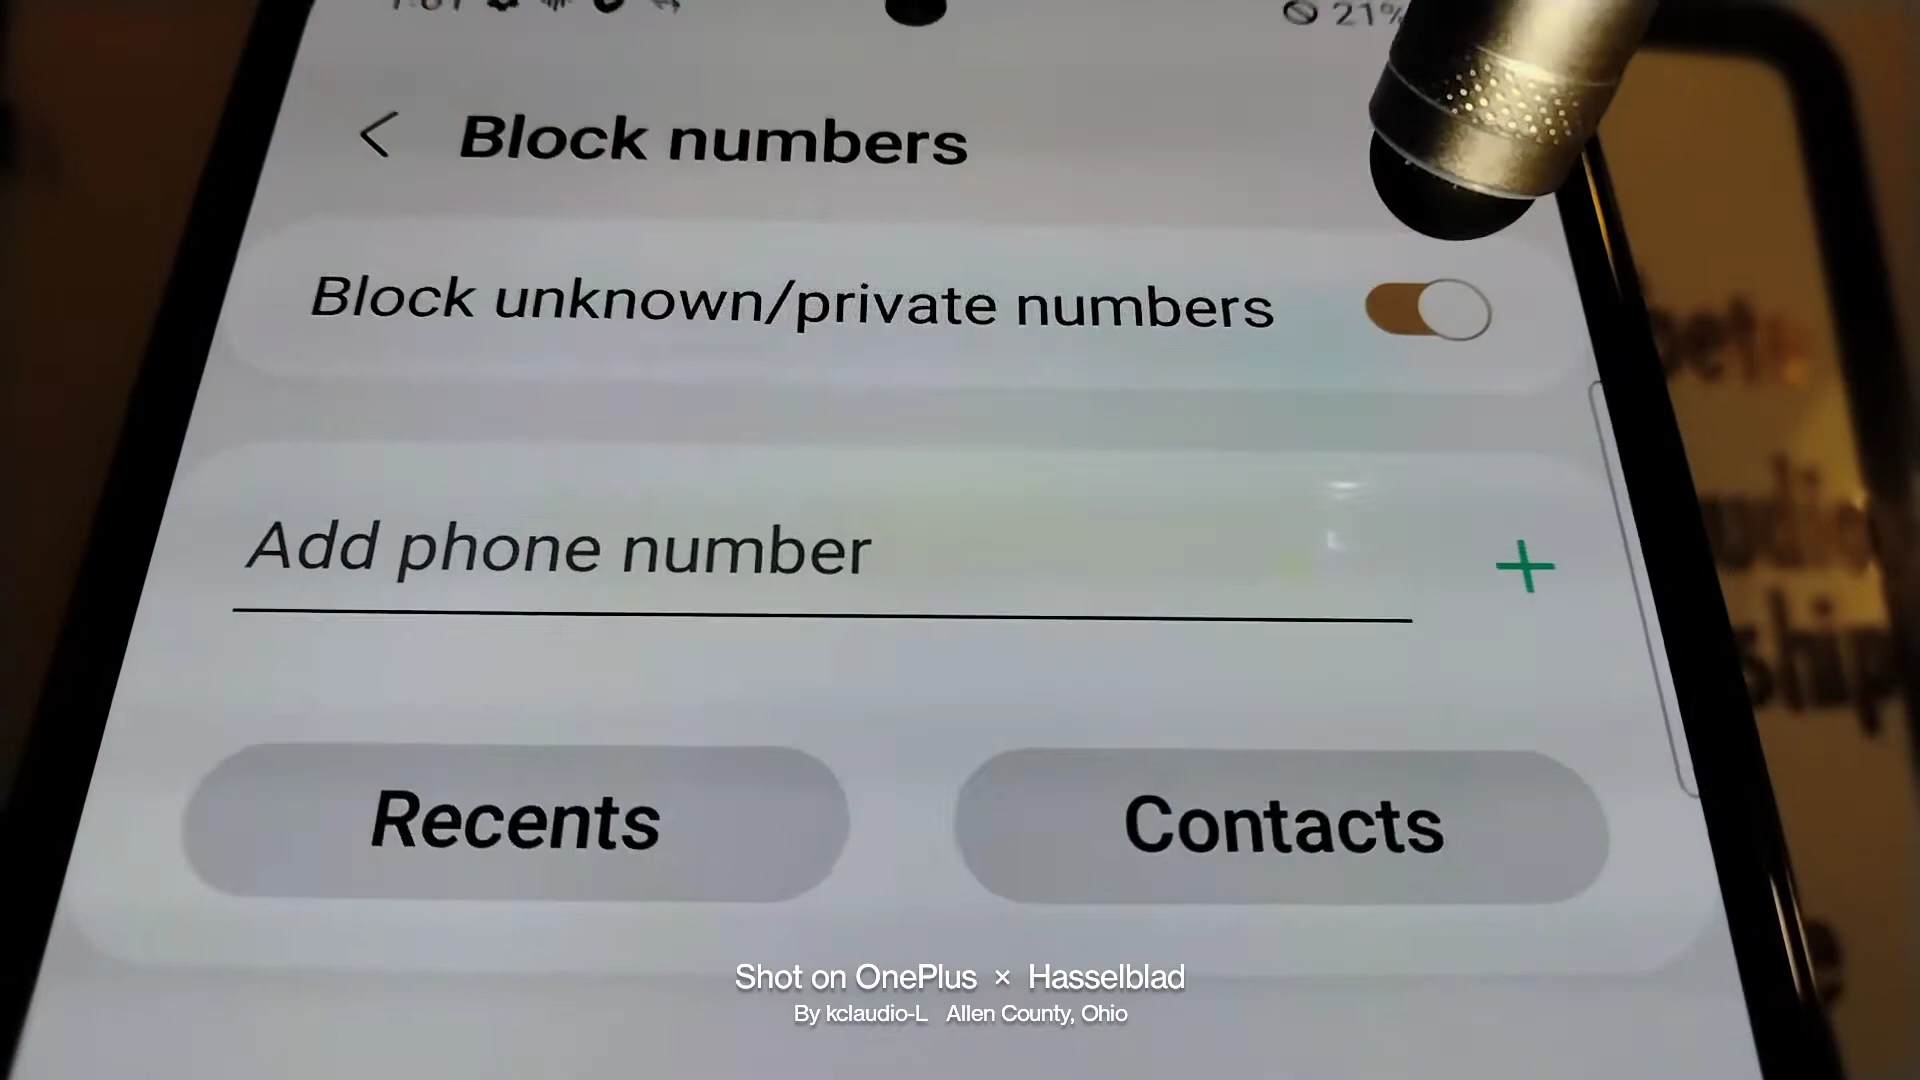 21%
Block numbers
Block unknown/private numbers
Add phone number
Recents
Contacts
Shot on OnePlus × Hasselblad
By kclaudio-L Allen County, Ohio